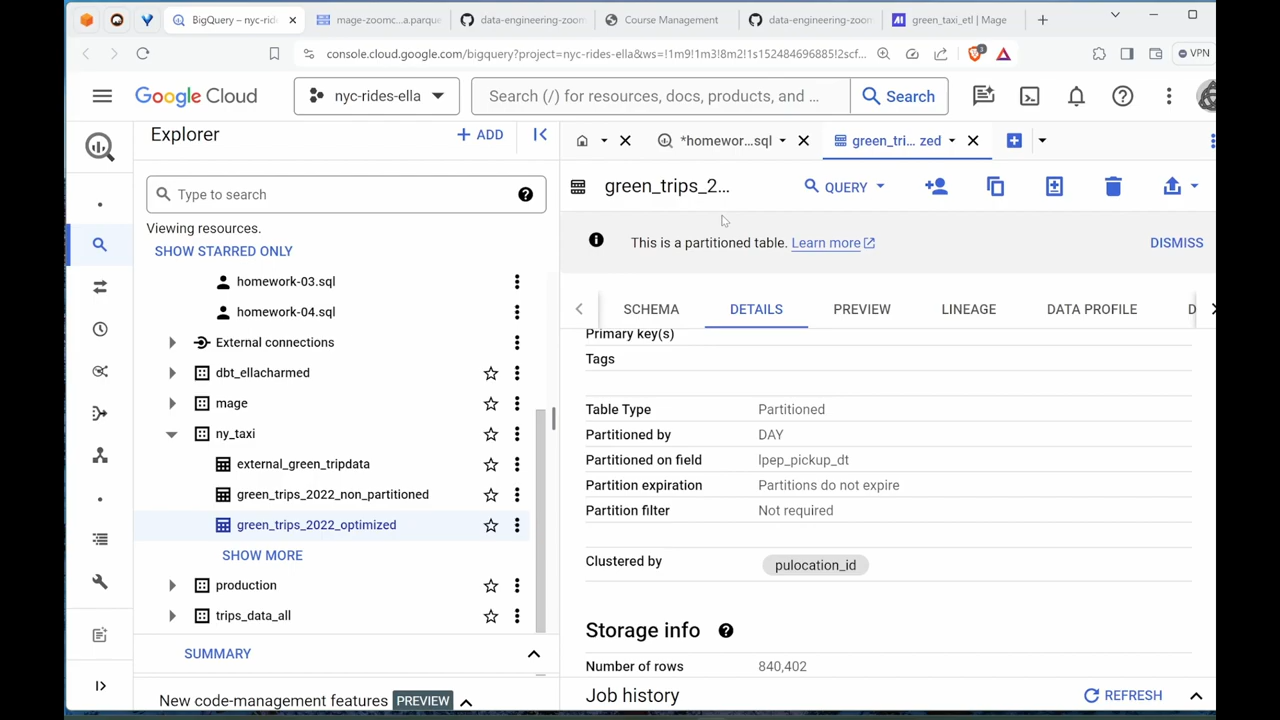 BigQuery – nyc-ri
mage-zoomc...a.parque
data-engineering-zoom
Course Management
data-engineering-zoom
green_taxi_etl | Mage
console.cloud.google.com/bigquery?project=nyc-rides-ella&ws=!1m9!1m3!8m2!1s152484696885!2scf...
VPN
Google Cloud
nyc-rides-ella
Search (/) for resources, docs, products, and ...
Search
Explorer
+ ADD
*homewor...sql
green_tri... zed
green_trips_2...
QUERY
Type to search
Viewing resources.
SHOW STARRED ONLY
This is a partitioned table. Learn more
DISMISS
homework-03.sql
homework-04.sql
External connections
dbt_ellacharmed
mage
ny_taxi
external_green_tripdata
green_trips_2022_non_partitioned
green_trips_2022_optimized
SHOW MORE
production
trips_data_all
SUMMARY
New code-management features PREVIEW
SCHEMA
DETAILS
PREVIEW
LINEAGE
DATA PROFILE
D
Primary key(s)
Tags
Table Type Partitioned
Partitioned by DAY
Partitioned on field lpep_pickup_dt
Partition expiration Partitions do not expire
Partition filter Not required
Clustered by pulocation_id
Storage info
Number of rows 840,402
Job history
REFRESH